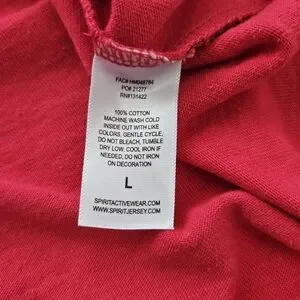 FAC# HM048784
PO# 21277
RN#131422
100% COTTON
MACHINE WASH COLD
INSIDE OUT WITH LIKE
COLORS, GENTLE CYCLE,
DO NOT BLEACH, TUMBLE
DRY LOW, COOL IRON IF
NEEDED, DO NOT IRON
ON DECORATION
L
SPIRITACTIVEWEAR.COM
WWW.SPIRITJERSEY.COM